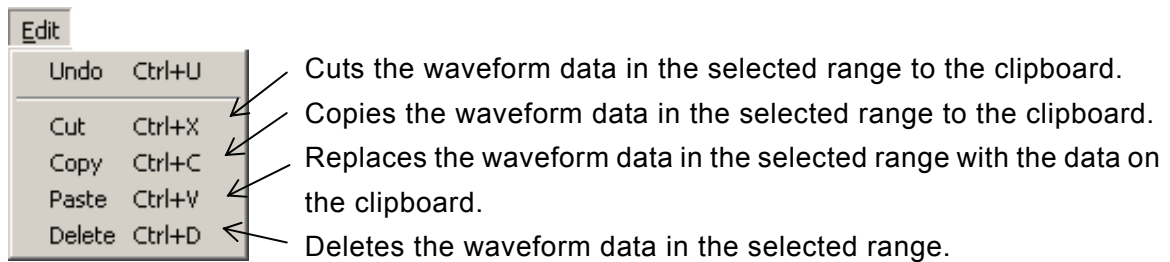 Edit
Undo Ctrl+U
Cuts the waveform data in the selected range to the clipboard.
Cut Ctrl+X
Copies the waveform data in the selected range to the clipboard.
Copy Ctrl+C
Replaces the waveform data in the selected range with the data on
the clipboard.
Paste Ctrl+V
Delete Ctrl+D
Deletes the waveform data in the selected range.